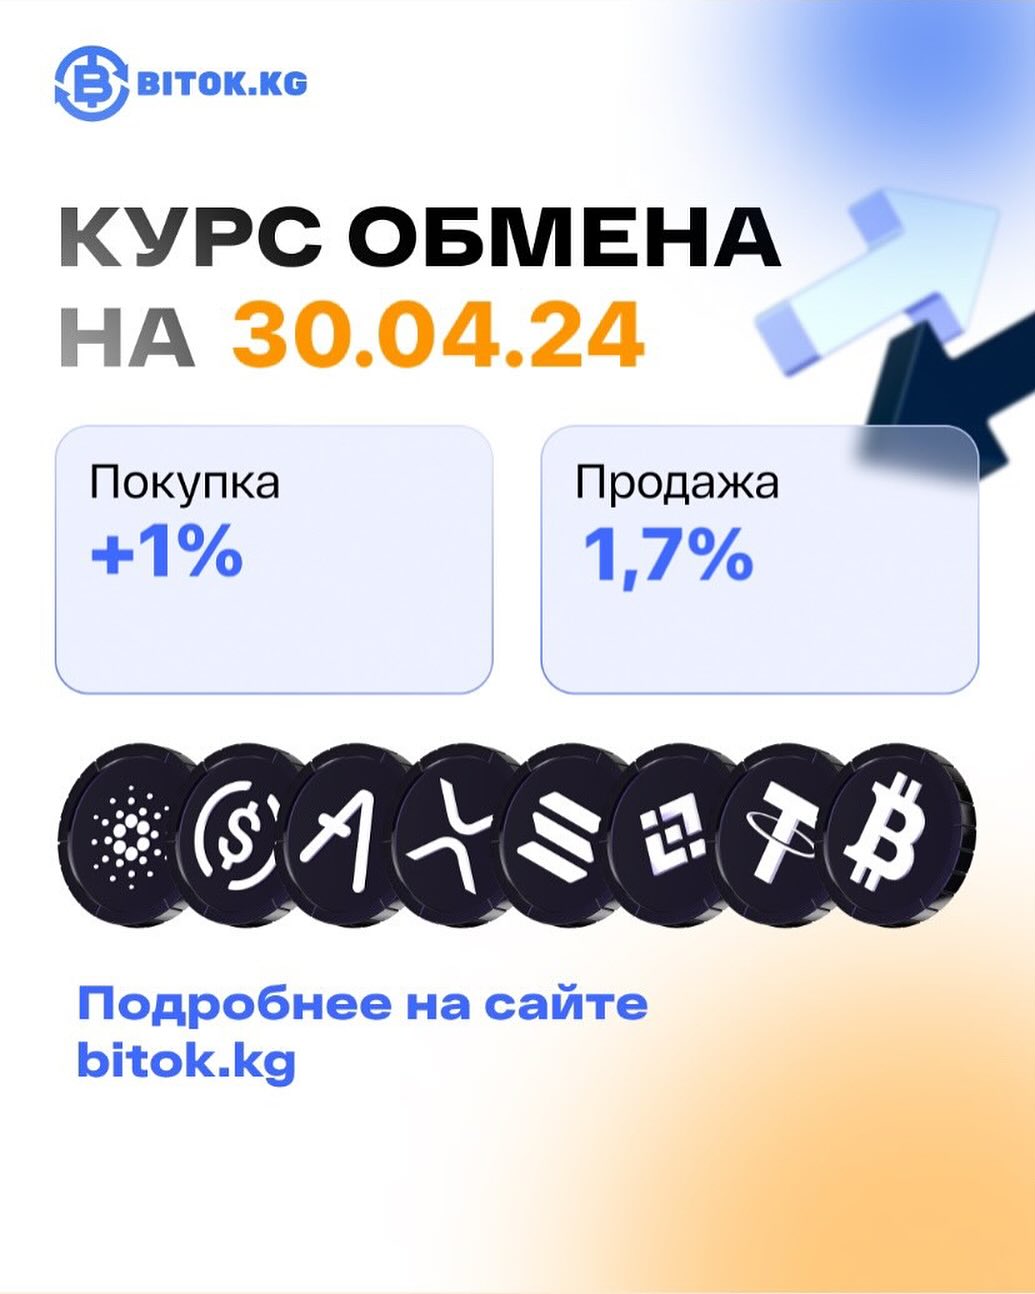 BITOK.KG
КУРС ОБМЕНА
НА 30.04.24
Покупка
+1%
Продажа
1,7%
Подробнее на сайте
bitok.kg